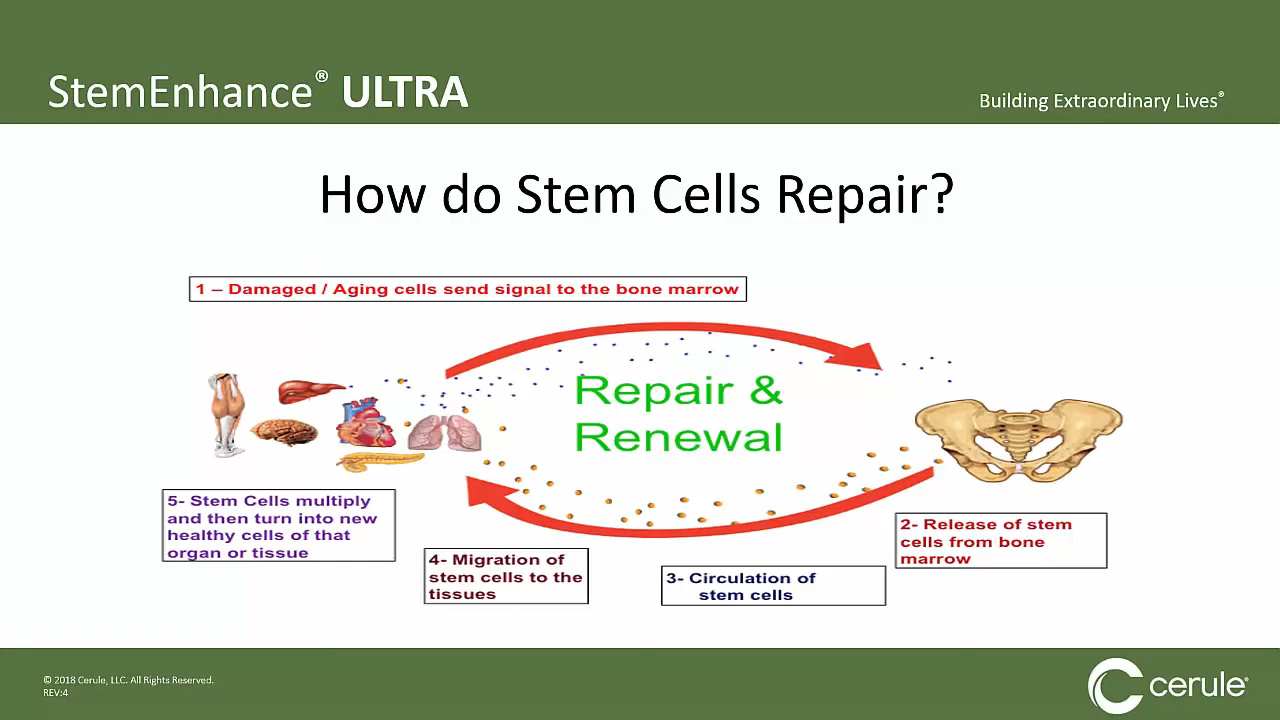 StemEnhance® ULTRA
Building Extraordinary Lives®
How do Stem Cells Repair?
1 – Damaged / Aging cells send signal to the bone marrow
Repair &
Renewal
5- Stem Cells multiply
and then turn into new
healthy cells of that
organ or tissue
4- Migration of
stem cells to the
tissues
3- Circulation of
stem cells
2- Release of stem
cells from bone
marrow
© 2018 Cerule, LLC. All Rights Reserved.
REV:4
cerule®